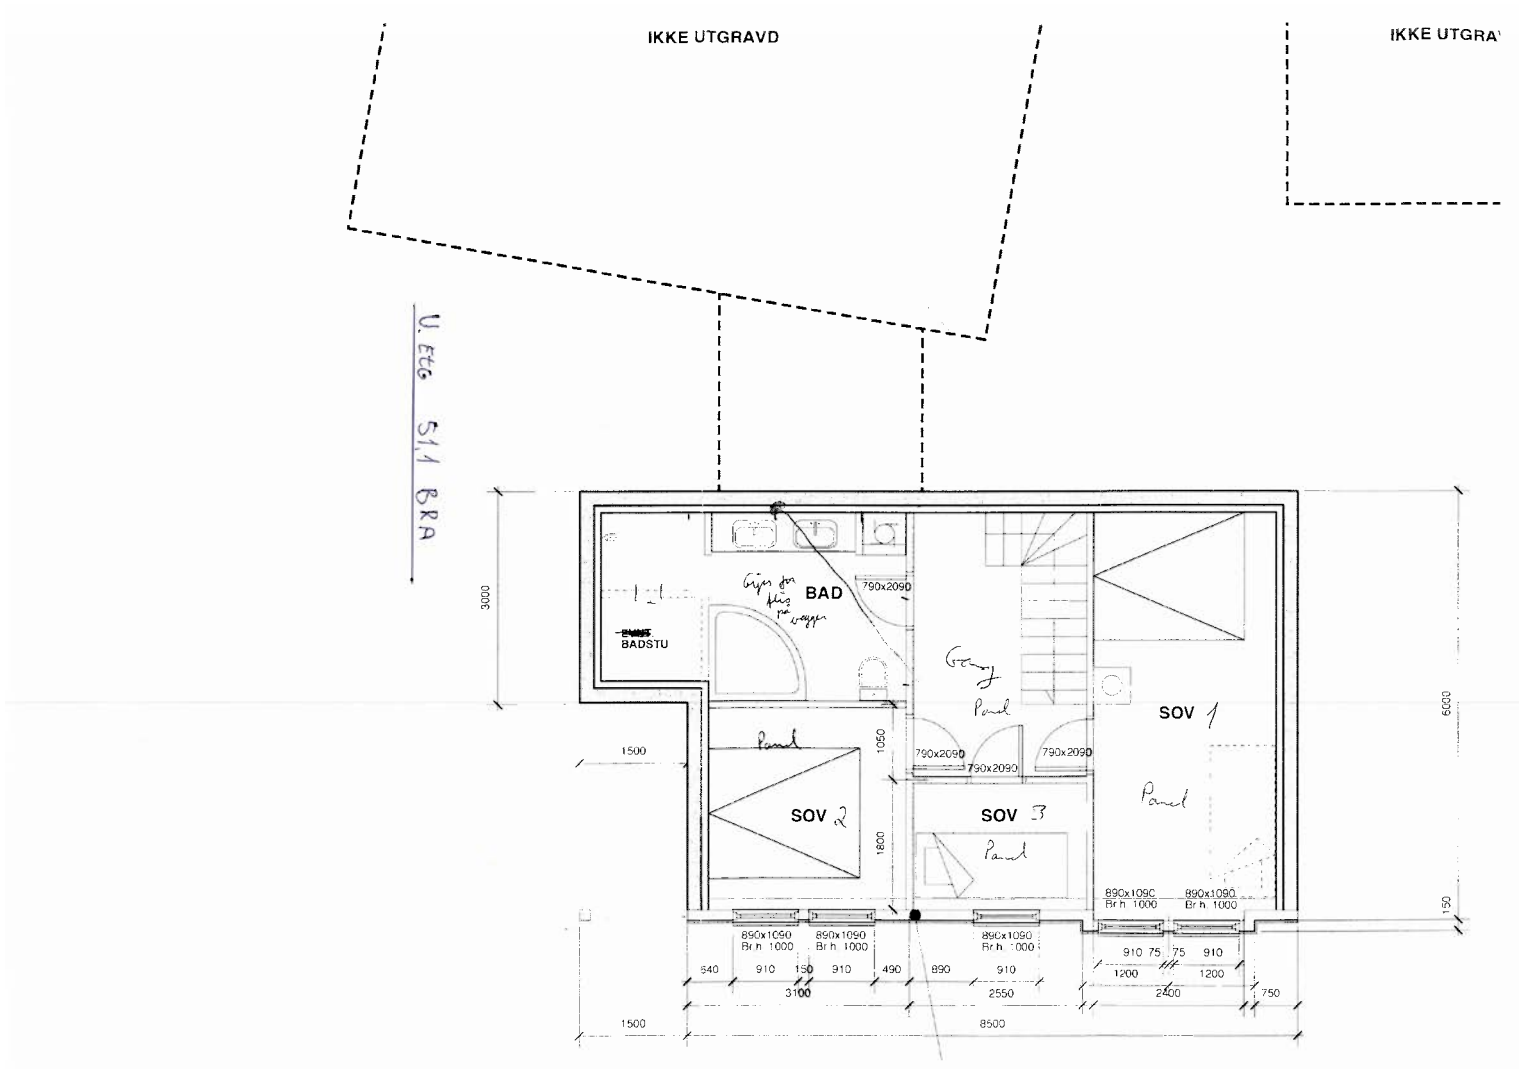 IKKE UTGRAVD
IKKE UTGRA
U. EtG 51,1 BRA
3000
BAD
790x2090
BADSTU
Gips for
flis
på
vegger
Gang
Panel
SOV 1
6000
1500
Panel
1050
790x2090
790x2090
790x2090
Panel
SOV 2
SOV 3
1800
Panel
890x1090
Br h 1000
890x1090
Br h 1000
150
890x1090
Br h 1000
890x1090
Br h 1000
890x1090
Br h 1000
910 75 75 910
640 910 150 910 490 890 910
1200 1200
3100 2550 2400 750
1500 8500